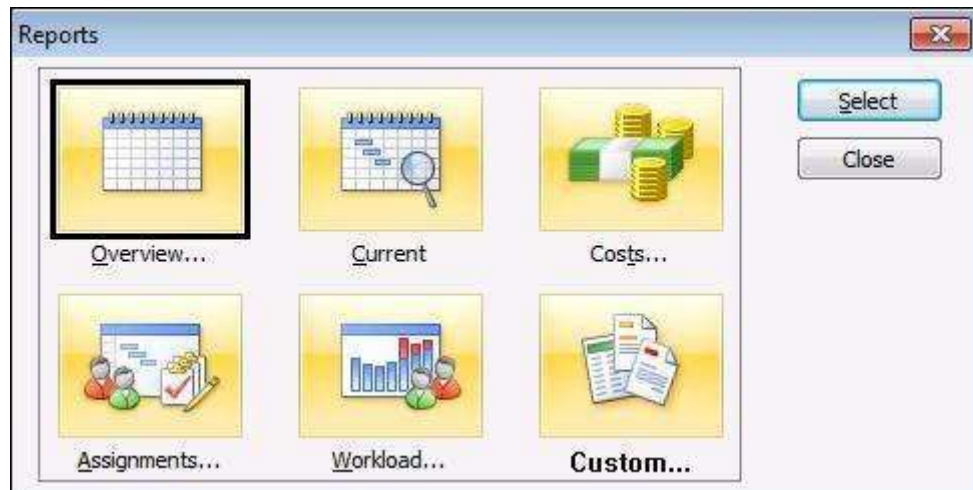 Reports
Select
Close
Overview...
Current
Costs...
Assignments...
Workload...
Custom...